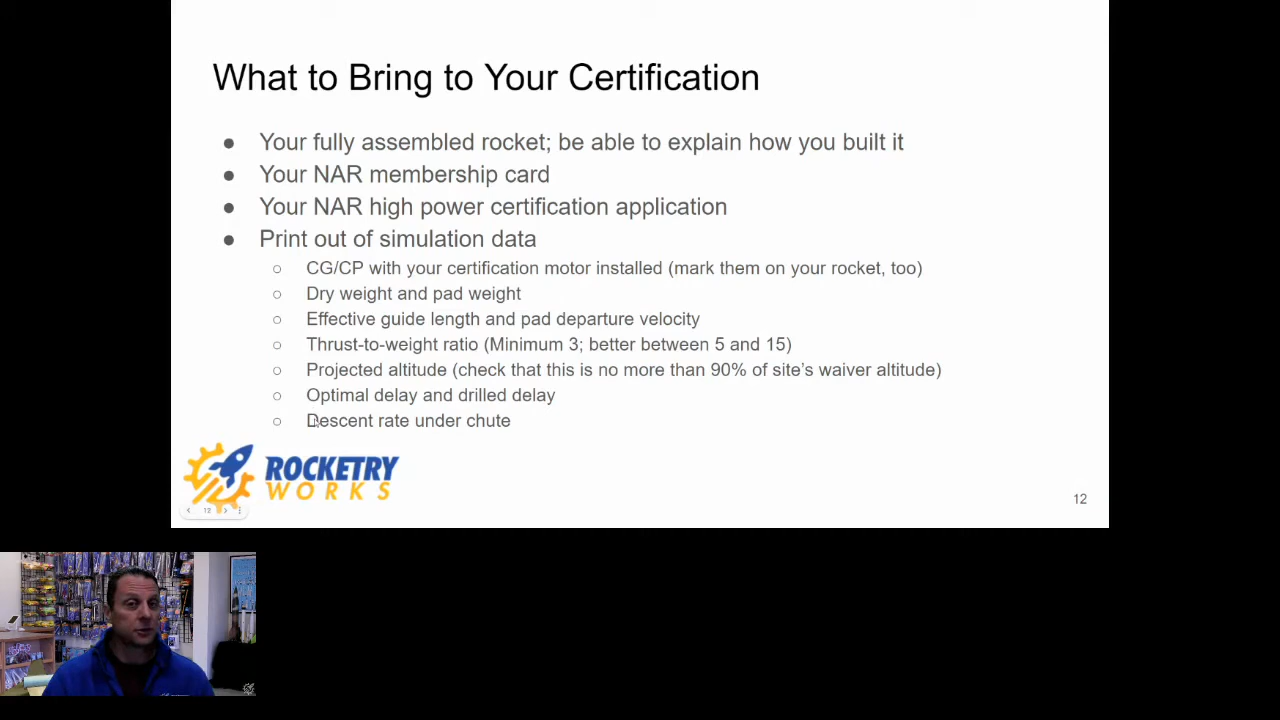 What to Bring to Your Certification
● Your fully assembled rocket; be able to explain how you built it
● Your NAR membership card
● Your NAR high power certification application
● Print out of simulation data
○ CG/CP with your certification motor installed (mark them on your rocket, too)
○ Dry weight and pad weight
○ Effective guide length and pad departure velocity
○ Thrust-to-weight ratio (Minimum 3; better between 5 and 15)
○ Projected altitude (check that this is no more than 90% of site’s waiver altitude)
○ Optimal delay and drilled delay
○ Descent rate under chute
ROCKETRY
WORKS
12
12